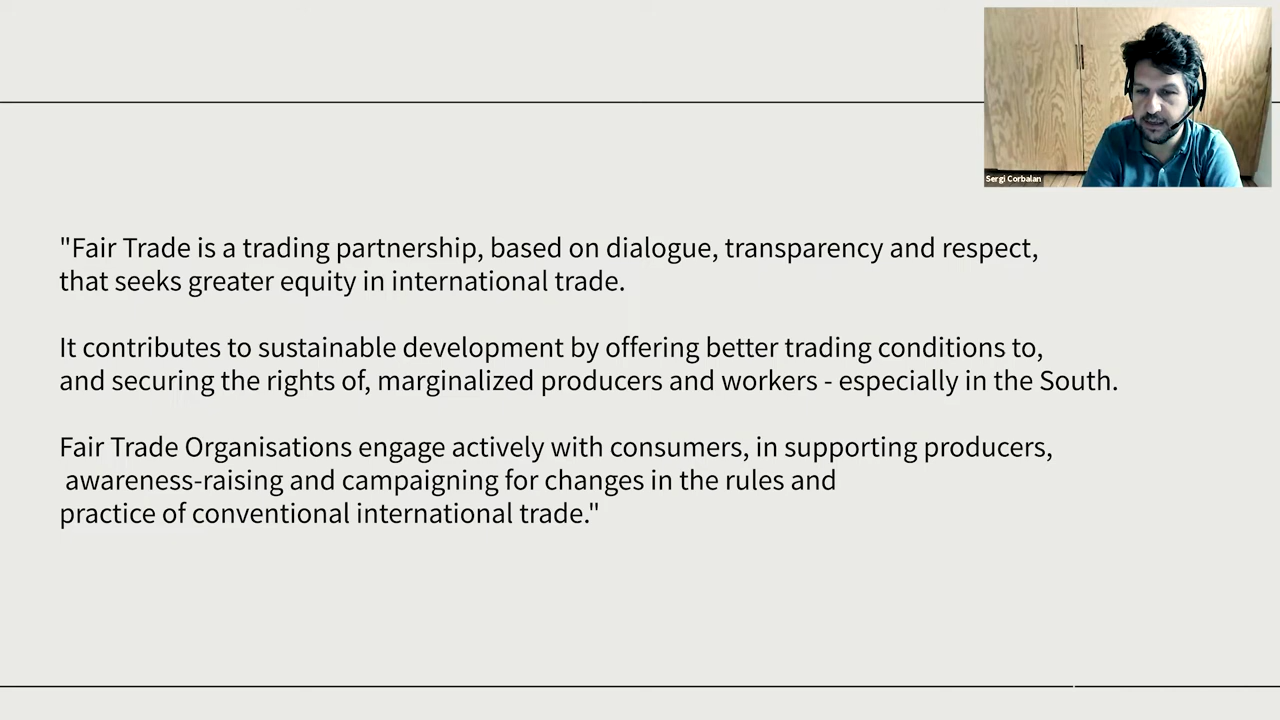 Sergi Corbalan
"Fair Trade is a trading partnership, based on dialogue, transparency and respect,
that seeks greater equity in international trade.
It contributes to sustainable development by offering better trading conditions to,
and securing the rights of, marginalized producers and workers - especially in the South.
Fair Trade Organisations engage actively with consumers, in supporting producers,
awareness-raising and campaigning for changes in the rules and
practice of conventional international trade."